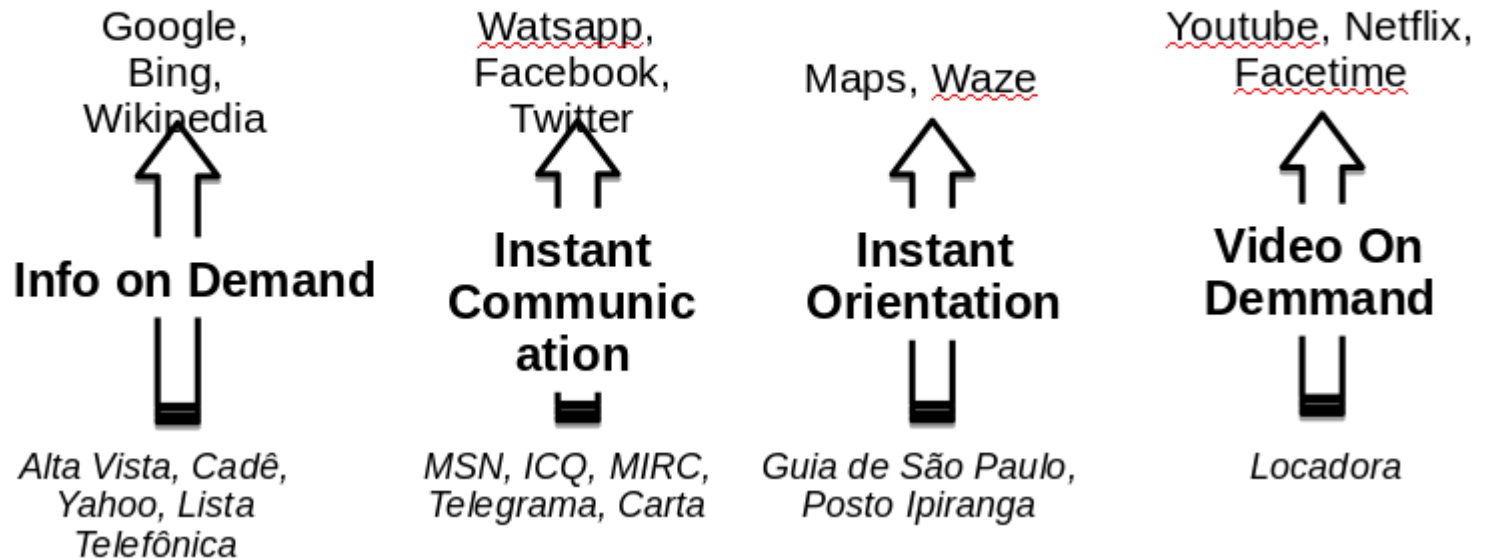 Google,
Bing,
Wikipedia
Info on Demand
Alta Vista, Cadê,
Yahoo, Lista
Telefônica
Watsapp,
Facebook,
Twitter
Instant
Communic
ation
MSN, ICQ, MIRC,
Telegrama, Carta
Maps, Waze
Instant
Orientation
Guia de São Paulo,
Posto Ipiranga
Youtube, Netflix,
Facetime
Video On
Demmand
Locadora